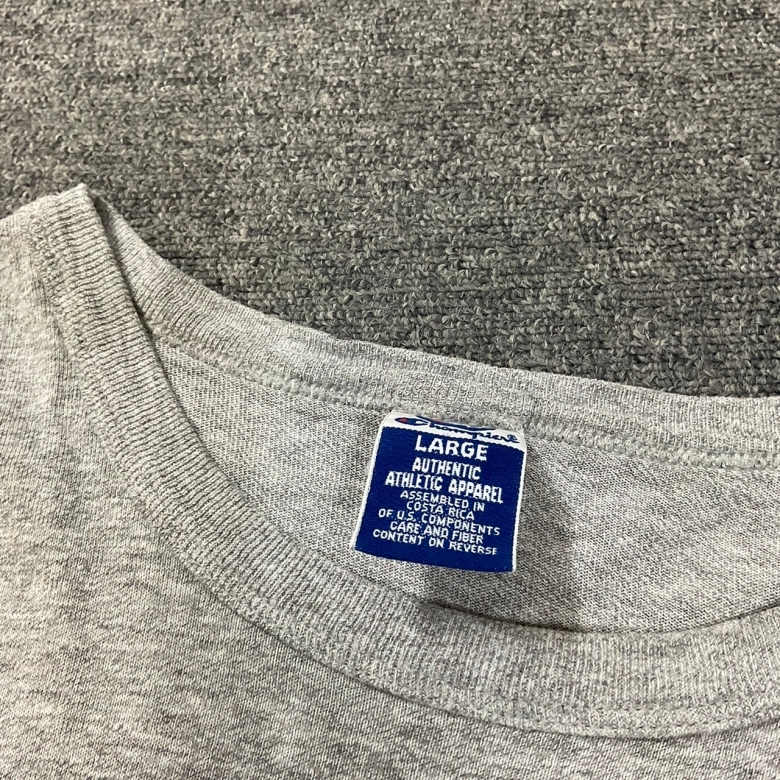 Champion
LARGE
AUTHENTIC
ATHLETIC APPAREL
ASSEMBLED IN
COSTA RICA
OF U.S. COMPONENTS
CARE AND FIBER
CONTENT ON REVERSE